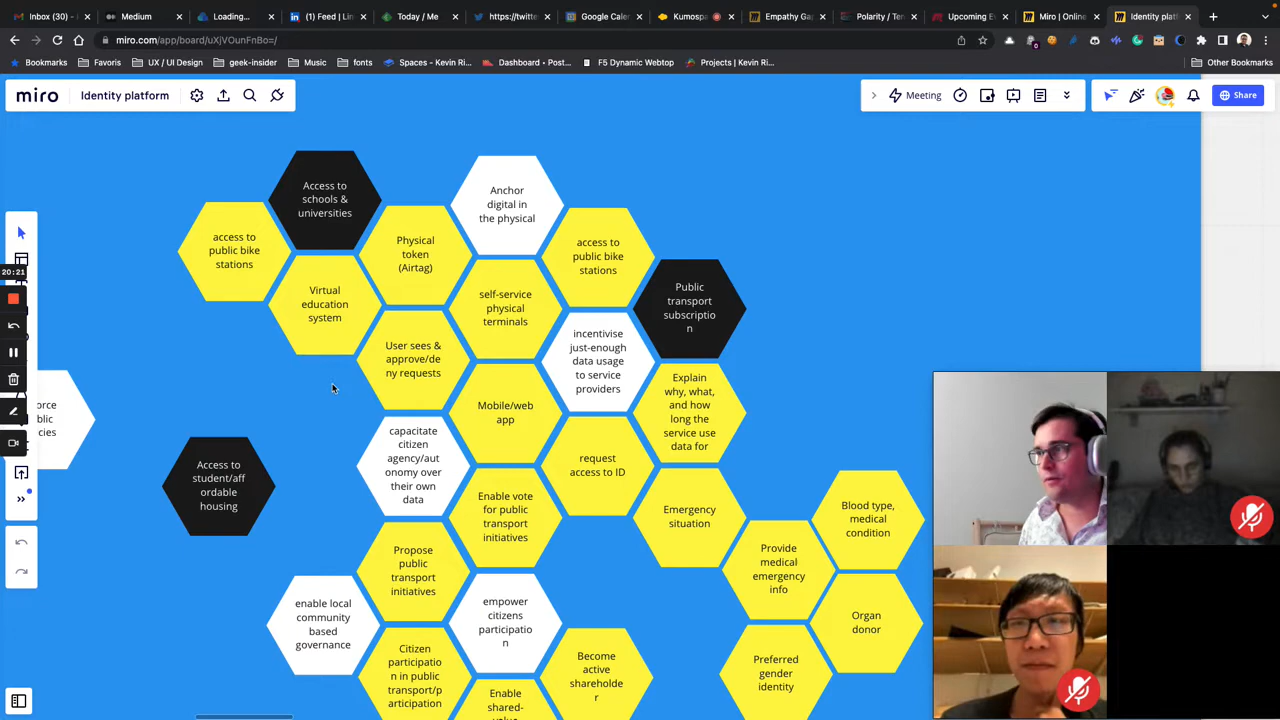 Inbox (30) -
Medium
Loading...
(1) Feed | Lin
Today / Me
https://twitte
Google Caler
Kumosp
Empathy Ga
Polarity / Ter
Upcoming Ev
Miro | Online
Identity platf
miro.com/app/board/uXjVOunFnBo=/
Bookmarks
Favoris
UX / UI Design
geek-insider
Music
fonts
Spaces - Kevin Ri...
Dashboard • Post...
F5 Dynamic Webtop
Projects | Kevin Ri...
Other Bookmarks
miro
Identity platform
Meeting
Share
Access to
schools &
universities
Anchor
digital in
the physical
access to
public bike
stations
Physical
token
(Airtag)
access to
public bike
stations
Virtual
education
system
self-service
physical
terminals
Public
transport
subscriptio
n
20:21
User sees &
approve/de
ny requests
incentivise
just-enough
data usage
to service
providers
Mobile/web
app
Explain
why, what,
and how
long the
service use
data for
orce
blic
cies
capacitate
citizen
agency/aut
onomy over
their own
data
request
access to ID
Access to
student/aff
ordable
housing
Enable vote
for public
transport
initiatives
Emergency
situation
Blood type,
medical
condition
Propose
public
transport
initiatives
Provide
medical
emergency
info
enable local
community
based
governance
empower
citizens
participatio
n
Organ
donor
Citizen
participatio
n in public
transport/p
articipation
Become
active
shareholde
r
Preferred
gender
identity
Enable
shared-
value